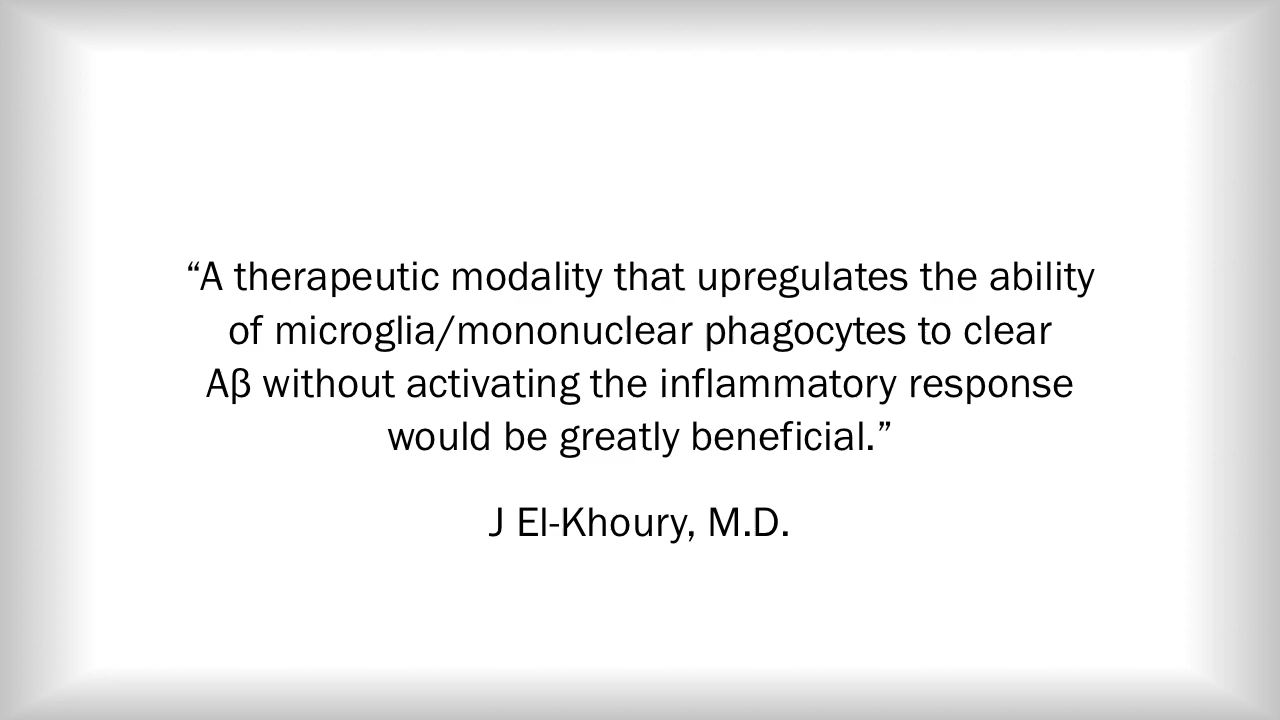 “A therapeutic modality that upregulates the ability
of microglia/mononuclear phagocytes to clear
Aβ without activating the inflammatory response
would be greatly beneficial.”
J El-Khoury, M.D.